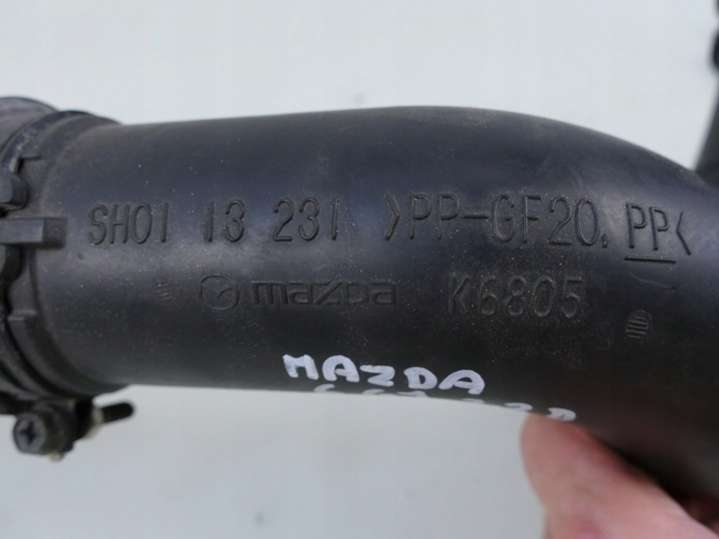 SH01 13 231 >PP-GF20, PP<
mazda K6805
MAZDA